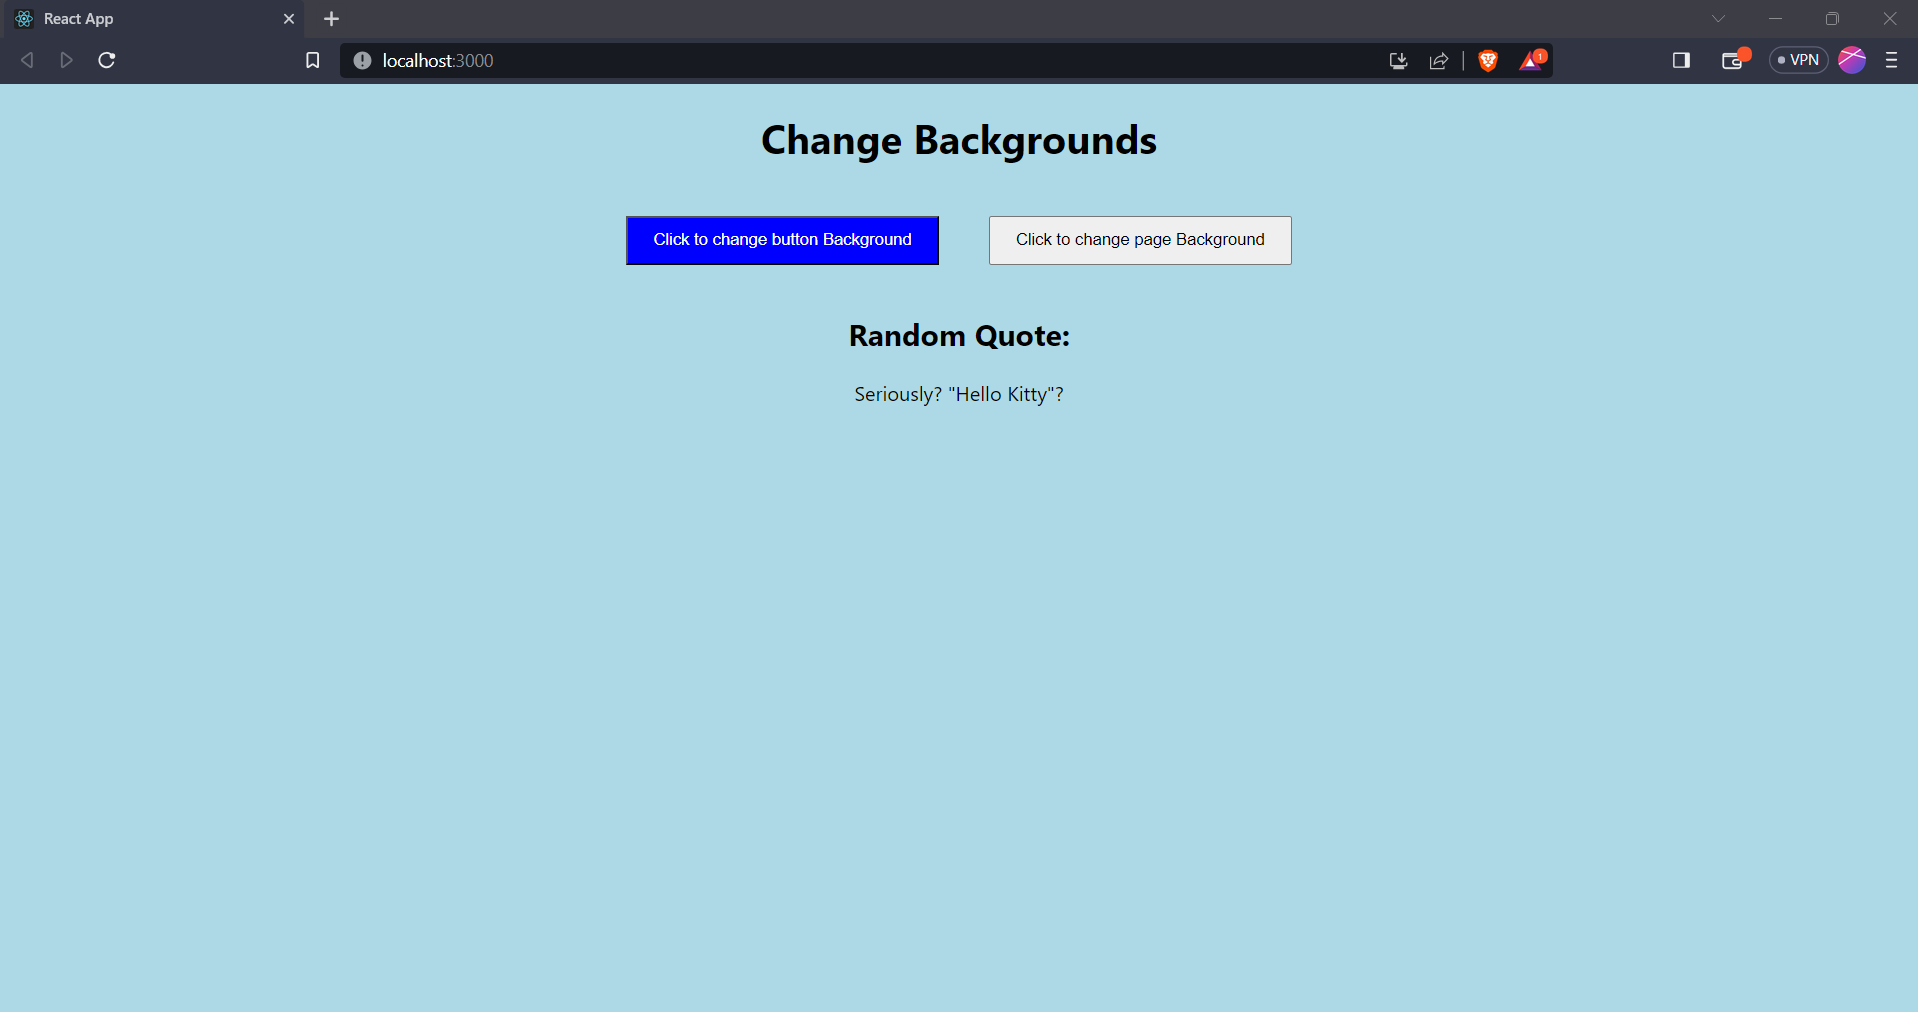 React App
localhost:3000
1
VPN
Change Backgrounds
Click to change button Background
Click to change page Background
Random Quote:
Seriously? "Hello Kitty"?